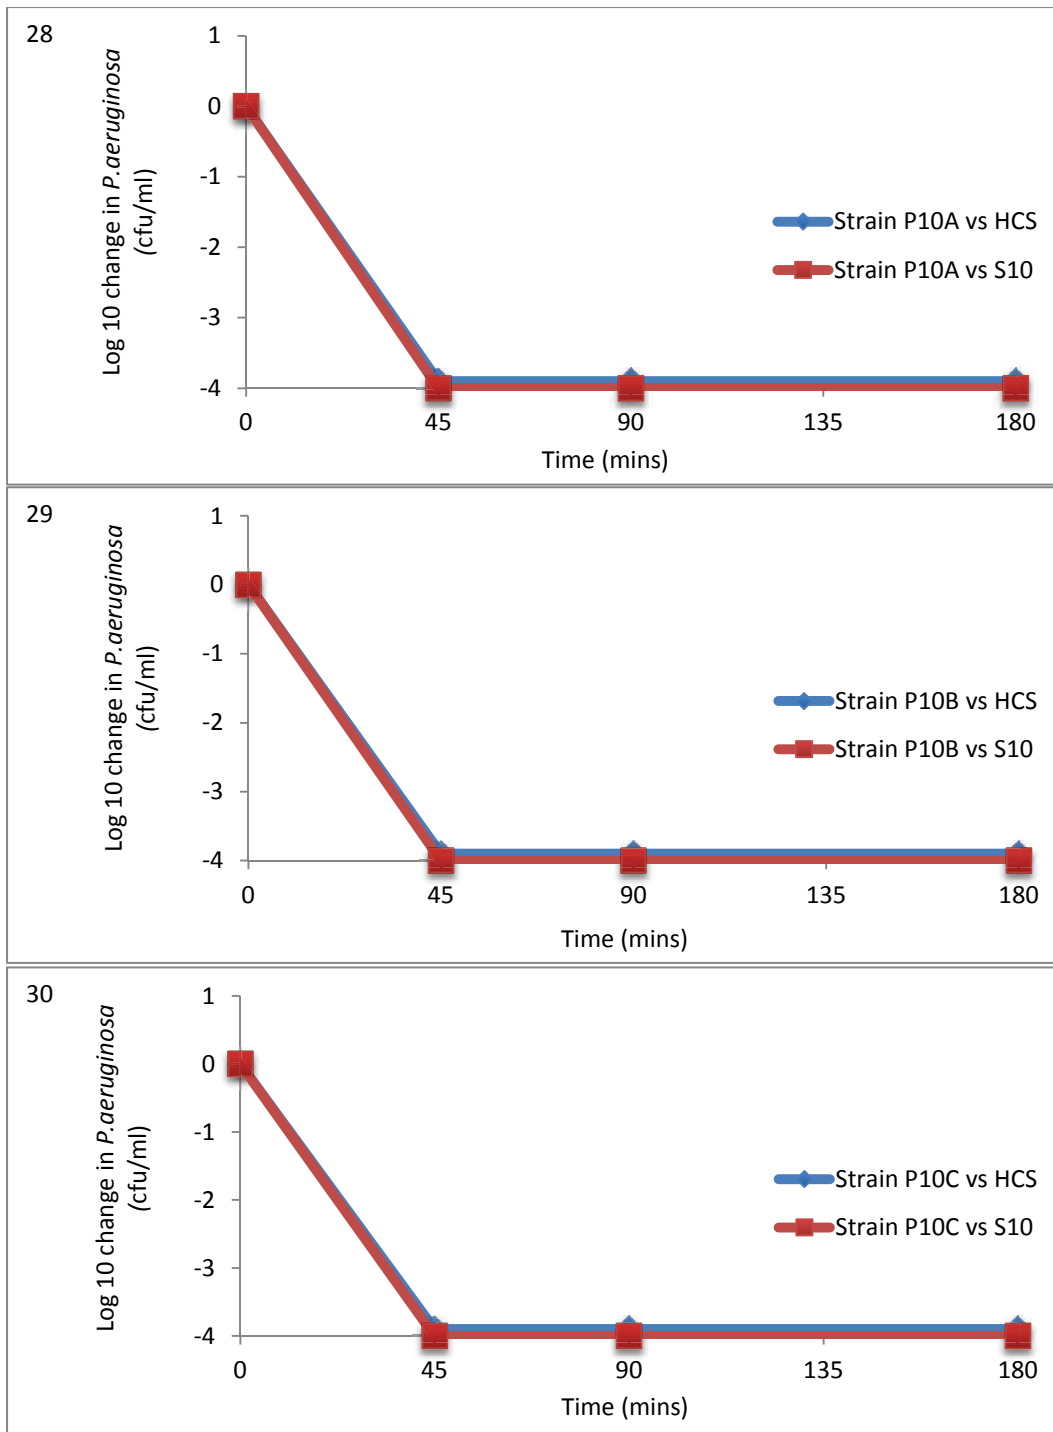 28
Log 10 change in P.aeruginosa
(cfu/ml)
1
0
-1
-2
-3
-4
0 45 90 135 180
Time (mins)
Strain P10A vs HCS
Strain P10A vs S10
29
Log 10 change in P.aeruginosa
(cfu/ml)
1
0
-1
-2
-3
-4
0 45 90 135 180
Time (mins)
Strain P10B vs HCS
Strain P10B vs S10
30
Log 10 change in P.aeruginosa
(cfu/ml)
1
0
-1
-2
-3
-4
0 45 90 135 180
Time (mins)
Strain P10C vs HCS
Strain P10C vs S10